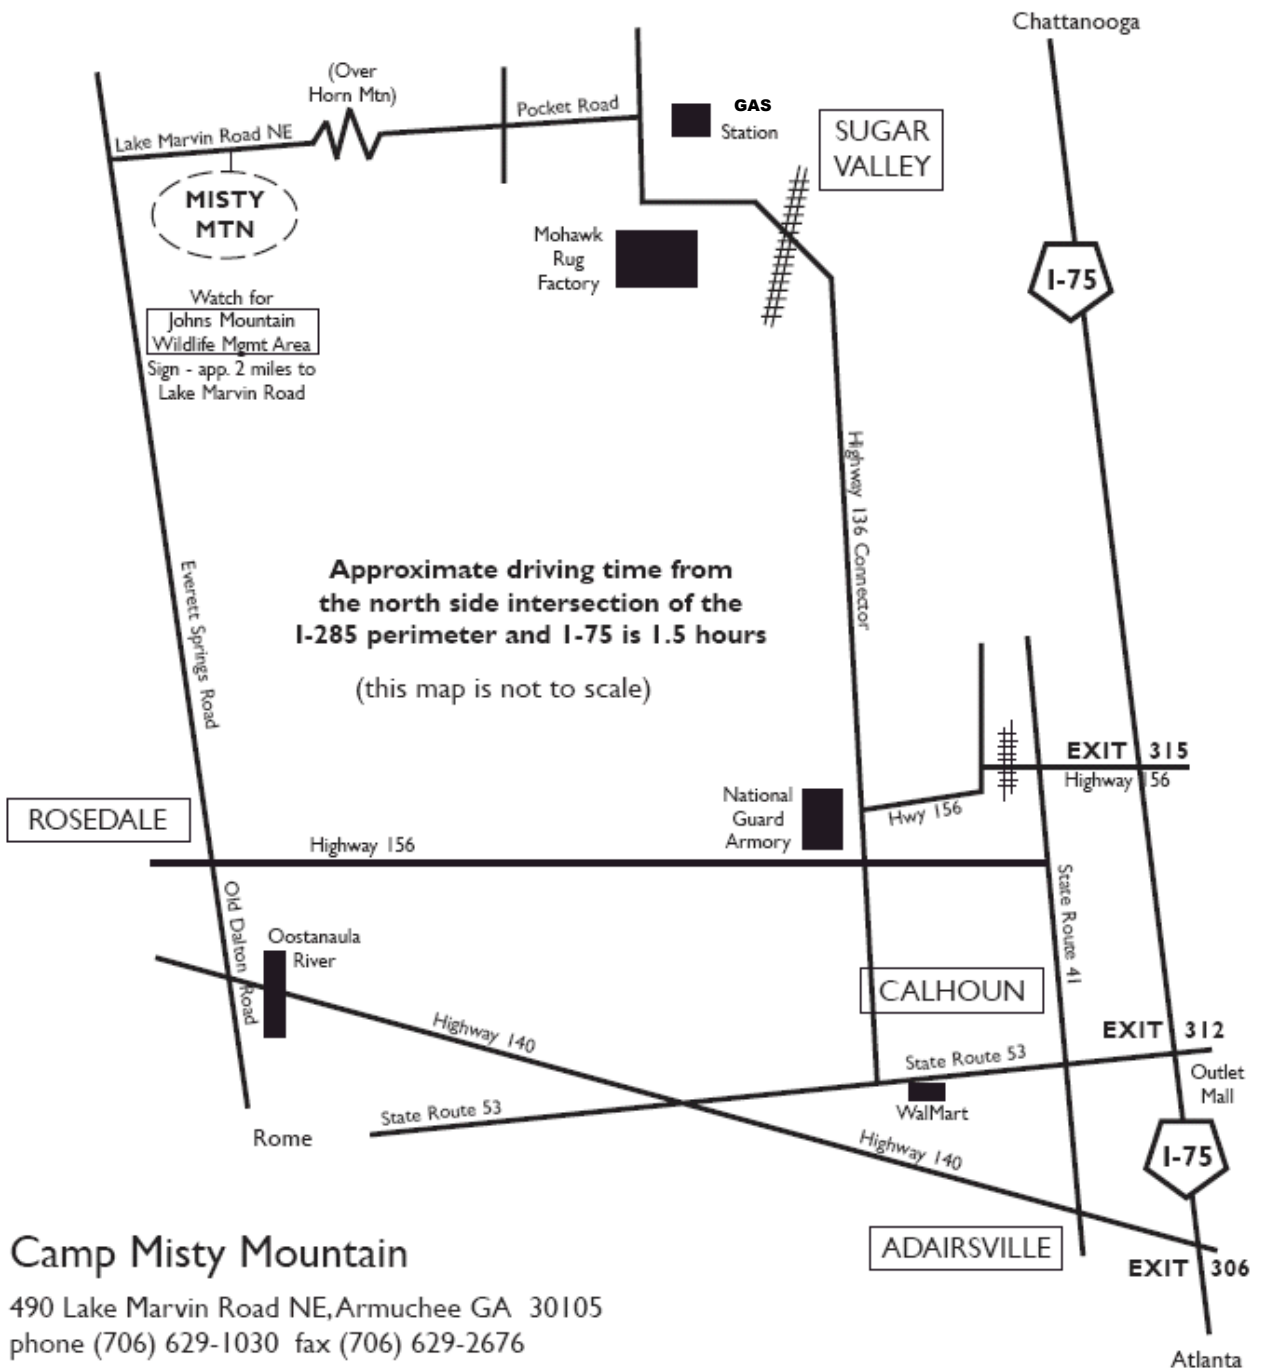 Chattanooga
(Over
Horn Mtn)
Lake Marvin Road NE
Pocket Road
GAS
Station
SUGAR
VALLEY
MISTY
MTN
Mohawk
Rug
Factory
I-75
Watch for
Johns Mountain
Wildlife Mgmt Area
Sign - app. 2 miles to
Lake Marvin Road
Highway 136 Connector
Everett Springs Road
Approximate driving time from
the north side intersection of the
I-285 perimeter and I-75 is 1.5 hours
(this map is not to scale)
EXIT 315
Highway 156
National
Guard
Armory
Hwy 156
ROSEDALE
Highway 156
Old Dalton Road
State Route 41
Oostanaula
River
CALHOUN
Highway 140
EXIT 312
State Route 53
Outlet
Mall
State Route 53
WalMart
Rome
Highway 140
I-75
ADAIRSVILLE
EXIT 306
Camp Misty Mountain
490 Lake Marvin Road NE, Armuchee GA 30105
phone (706) 629-1030 fax (706) 629-2676
Atlanta